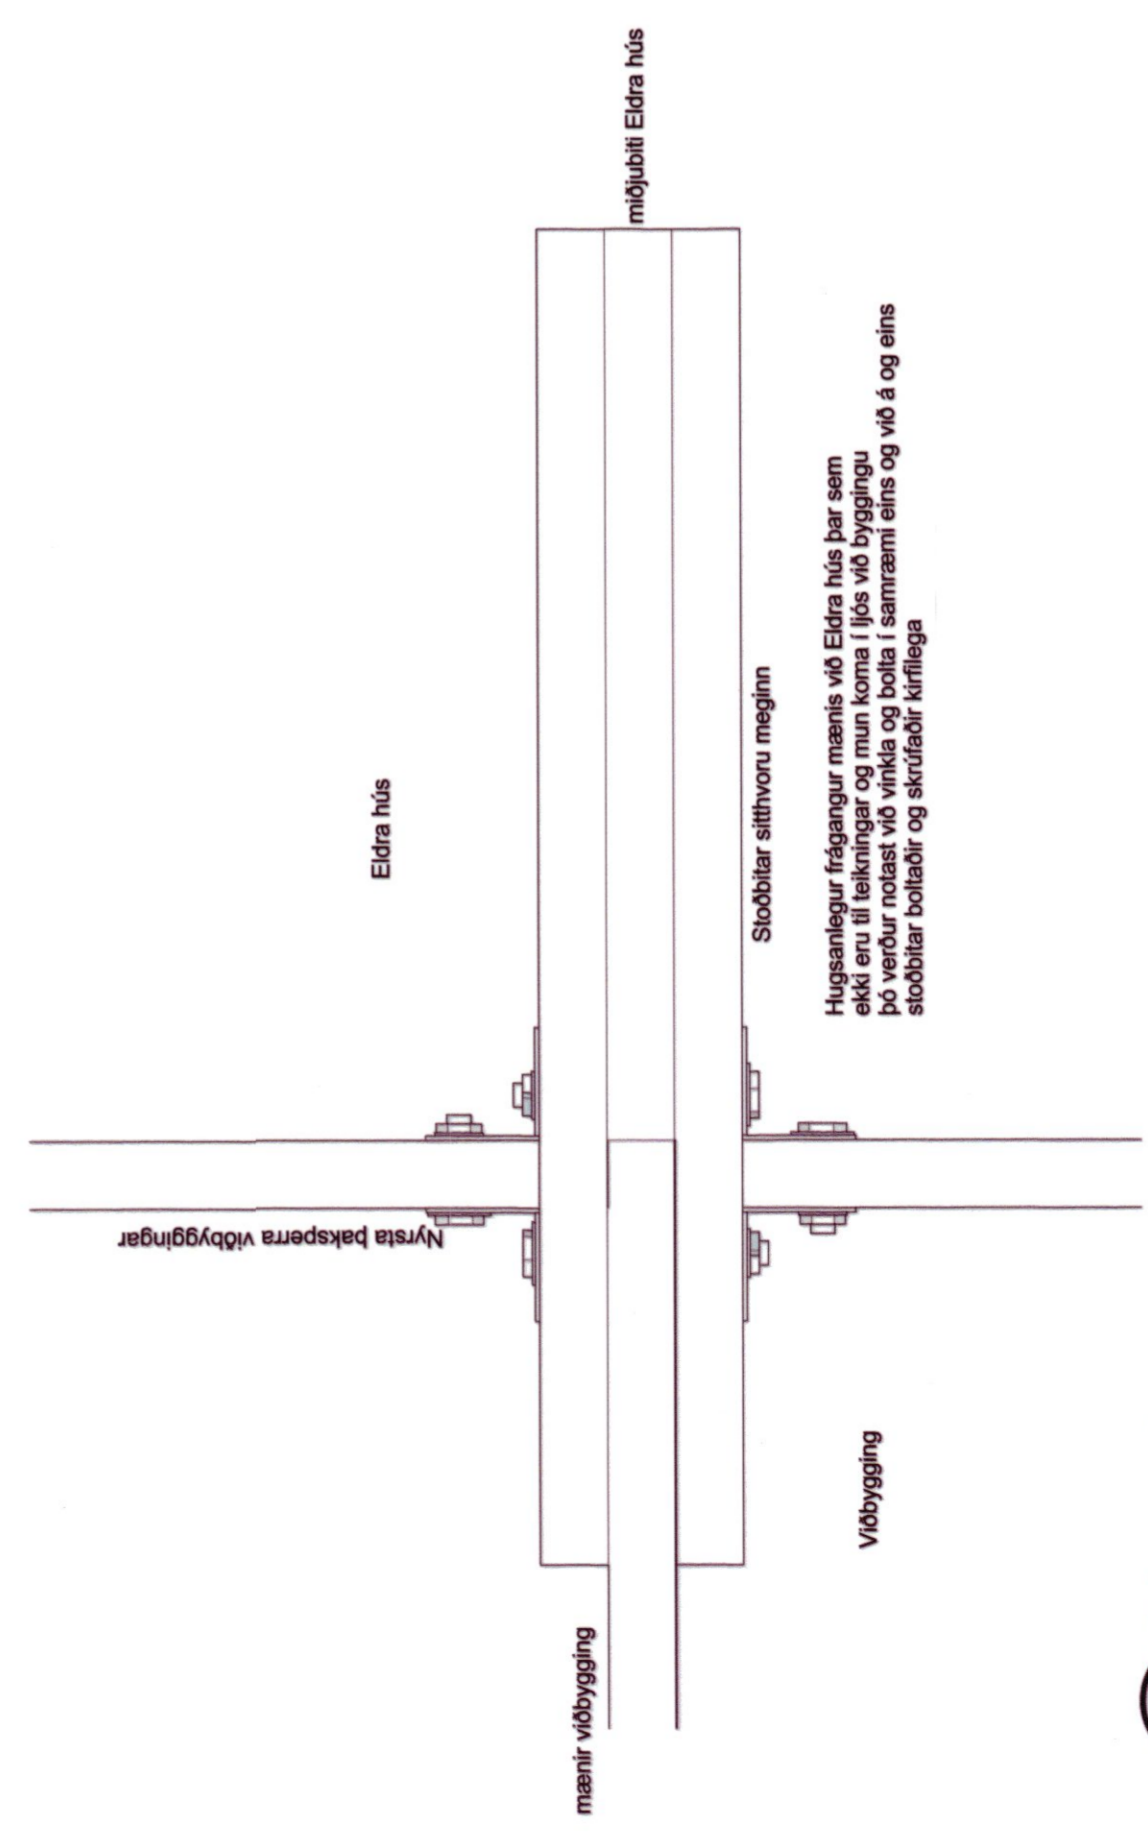 miðjubiti Eldra hús
Eldra hús
Nyrsta þaksperra viðbyggingar
Stoðbitar sitthvoru meginn
Hugsanlegur frágangur mænis við Eldra hús þar sem
ekki eru til teikningar og mun koma í ljós við byggingu
þó verður notast við vinkla og bolta í samræmi eins og við á og eins
stoðbitar boltaðir og skrúfaðir kirfilega
mænir viðbygging
Viðbygging